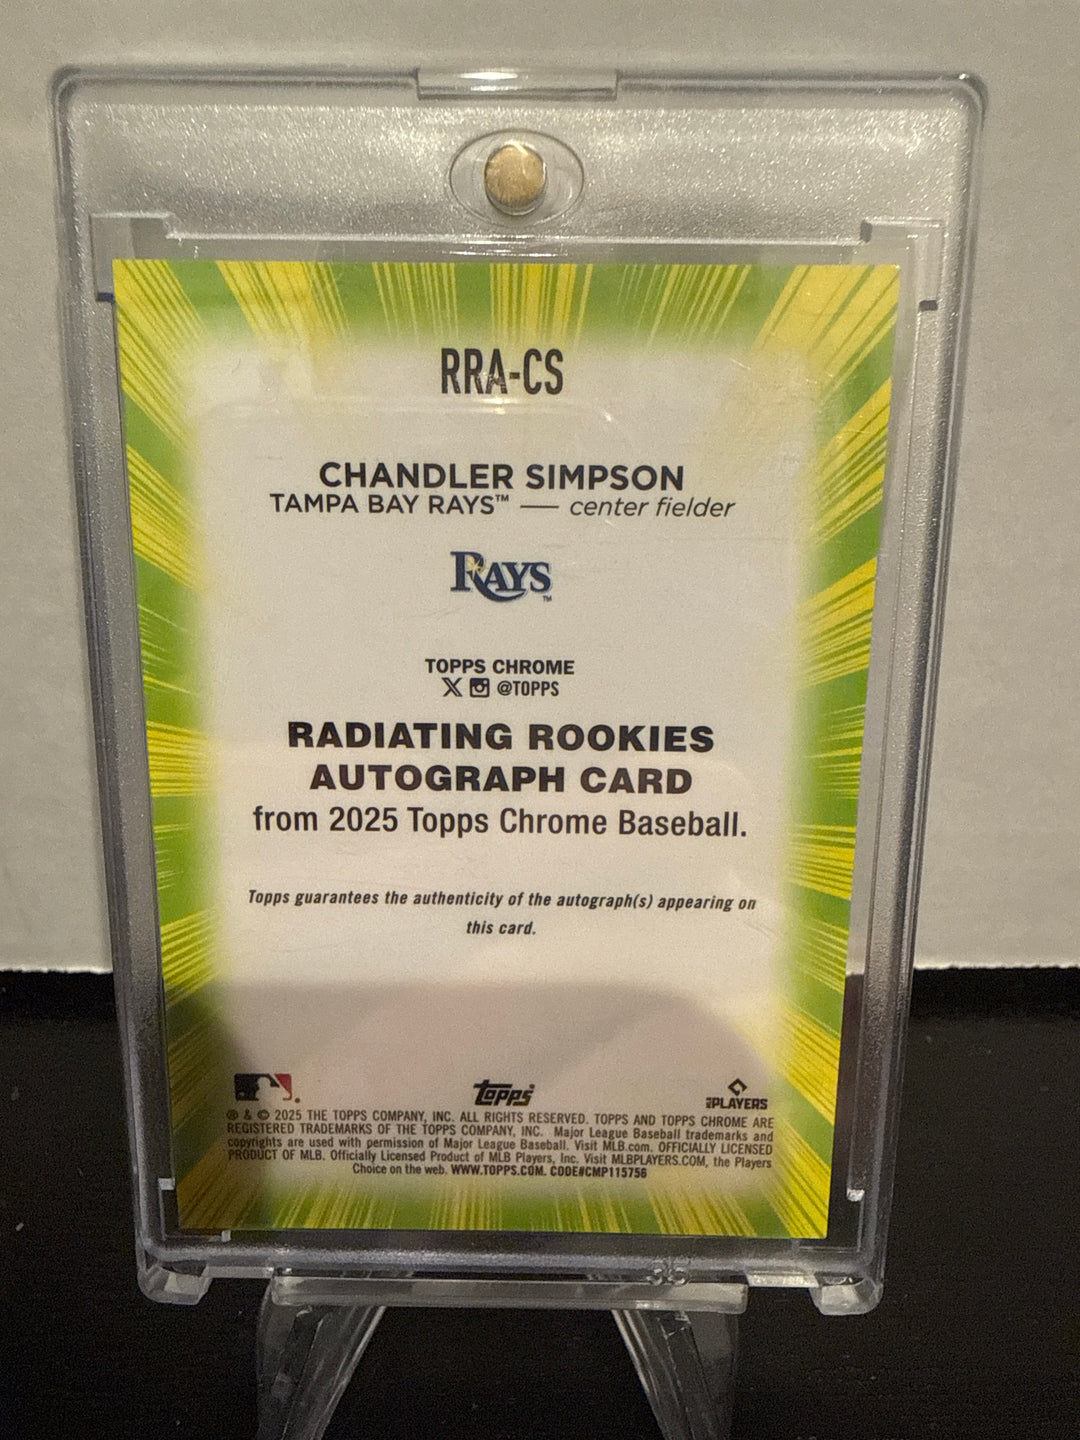 RRA-CS
CHANDLER SIMPSON
TAMPA BAY RAYS™ — center fielder
RAYS™
TOPPS CHROME
X @TOPPS
RADIATING ROOKIES
AUTOGRAPH CARD
from 2025 Topps Chrome Baseball.
Topps guarantees the authenticity of the autograph(s) appearing on
this card.
topps
PLAYERS
® & © 2025 THE TOPPS COMPANY, INC. ALL RIGHTS RESERVED. TOPPS AND TOPPS CHROME ARE
REGISTERED TRADEMARKS OF THE TOPPS COMPANY, INC. Major League Baseball trademarks and
copyrights are used with permission of Major League Baseball. Visit MLB.com. OFFICIALLY LICENSED
PRODUCT OF MLB. Officially Licensed Product of MLB Players, Inc. Visit MLBPLAYERS.COM, the Players
Choice on the web. WWW.TOPPS.COM. CODE#CMP115756
35